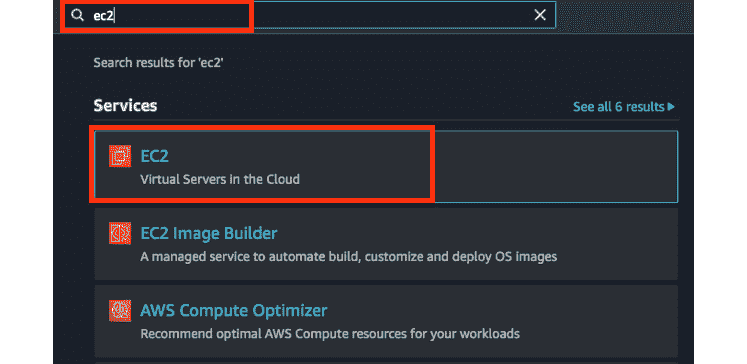 ec2
Search results for 'ec2'
Services
See all 6 results
EC2
Virtual Servers in the Cloud
EC2 Image Builder
A managed service to automate build, customize and deploy OS images
AWS Compute Optimizer
Recommend optimal AWS Compute resources for your workloads